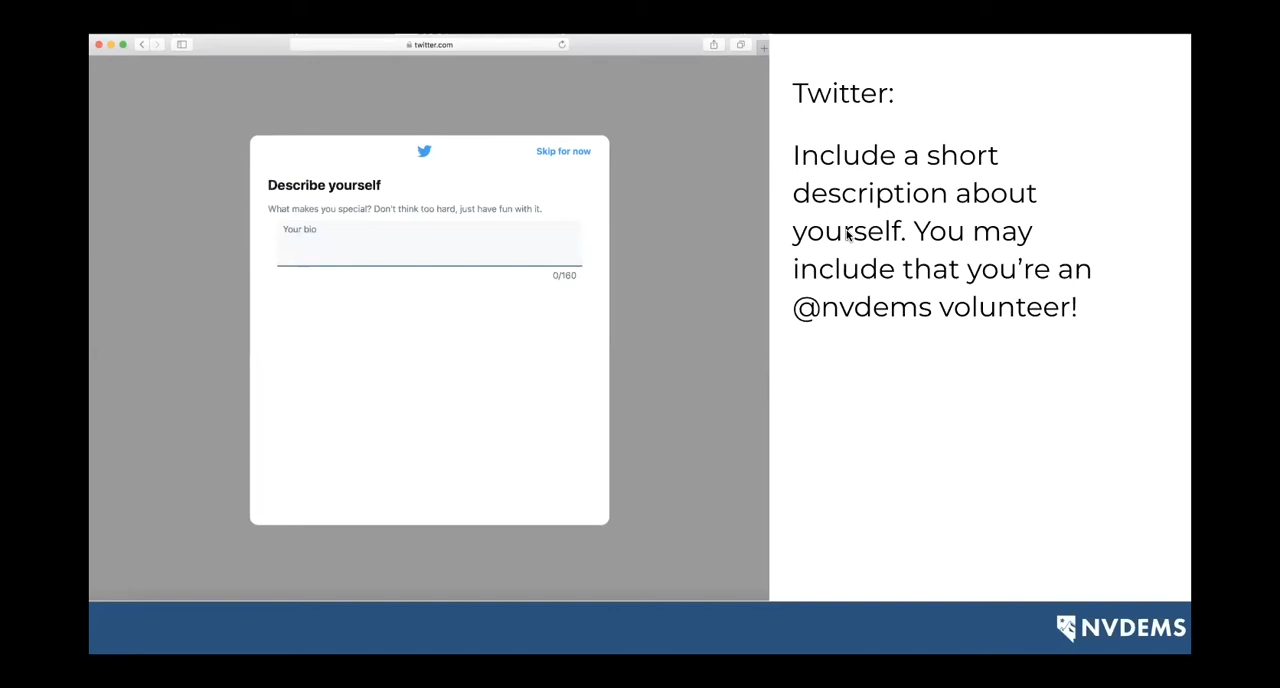 twitter.com
Skip for now
Describe yourself
What makes you special? Don't think too hard, just have fun with it.
Your bio
0/160
Twitter:
Include a short
description about
yourself. You may
include that you’re an
@nvdems volunteer!
NVDEMS